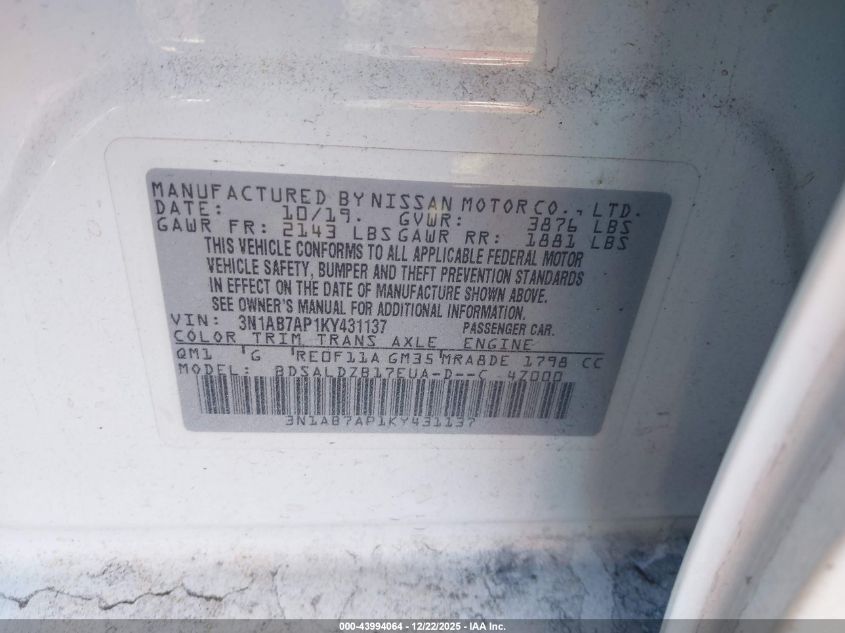 MANUFACTURED BY NISSAN MOTOR CO., LTD.
DATE: 10/19. GVWR: 3876 LBS
GAWR FR: 2143 LBS GAWR RR: 1881 LBS
THIS VEHICLE CONFORMS TO ALL APPLICABLE FEDERAL MOTOR
VEHICLE SAFETY, BUMPER AND THEFT PREVENTION STANDARDS
IN EFFECT ON THE DATE OF MANUFACTURE SHOWN ABOVE.
SEE OWNER'S MANUAL FOR ADDITIONAL INFORMATION.
VIN: 3N1AB7AP1KY431137 PASSENGER CAR.
COLOR TRIM TRANS AXLE ENGINE
QM1 G RE0F11A GM35 MRA8DE 1798 CC
MODEL: BDSALDZB17EUA-D--C 4Z000
3N1AB7AP1KY431137
000-43994064 - 12/22/2025 - IAA Inc.